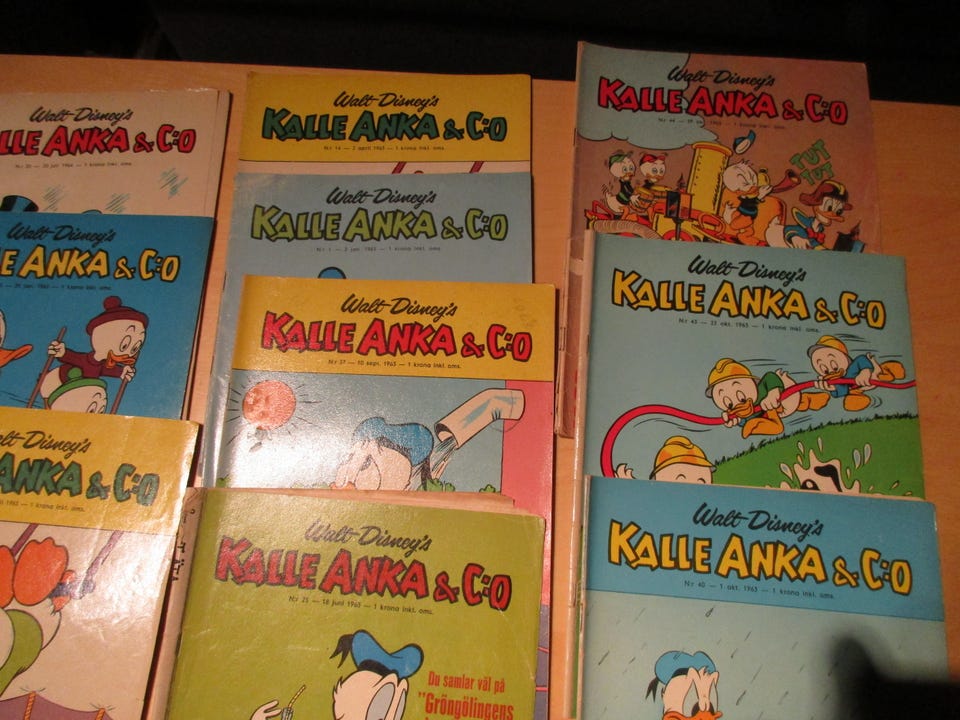 Walt-Disney's
LLE ANKA & C:O
Walt-Disney's
E ANKA & C:O
lt-Disney's
ANKA & C:O
Walt-Disney's
KALLE ANKA & C:O
Nr 14 — 2 april 1965 — 1 krona inkl. oms.
Walt-Disney's
KALLE ANKA & C:O
Nr 1 — 2 jan. 1965 — 1 krona inkl. oms.
Walt-Disney's
KALLE ANKA & C:O
Nr 37 — 10 sept. 1965 — 1 krona inkl. oms.
Walt-Disney's
KALLE ANKA & C:O
Nr 25 — 18 juni 1965 — 1 krona inkl. oms.
Du samlar väl på
"Gröngölingens
Walt-Disney's
KALLE ANKA & C:O
TUT
TUT
Walt-Disney's
KALLE ANKA & C:O
Nr 43 — 22 okt. 1965 — 1 krona inkl. oms.
Walt-Disney's
KALLE ANKA & C:O
Nr 40 — 1 okt. 1965 — 1 krona inkl. oms.